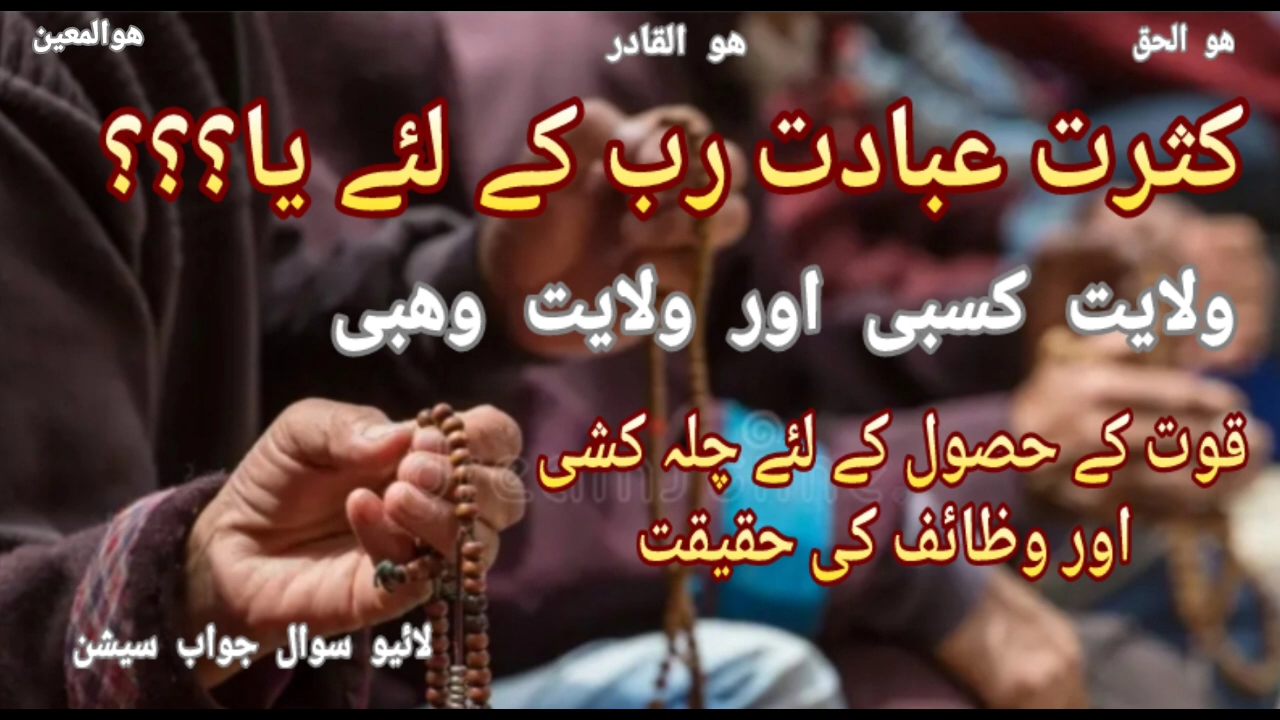 هو الحق هو القادر هوالمعین
کثرت عبادت رب کے لئے یا؟؟؟
ولایت کسبی اور ولایت وھبی
قوت کے حصول کے لئے چلہ کشی
اور وظائف کی حقیقت
لائیو سوال جواب سیشن